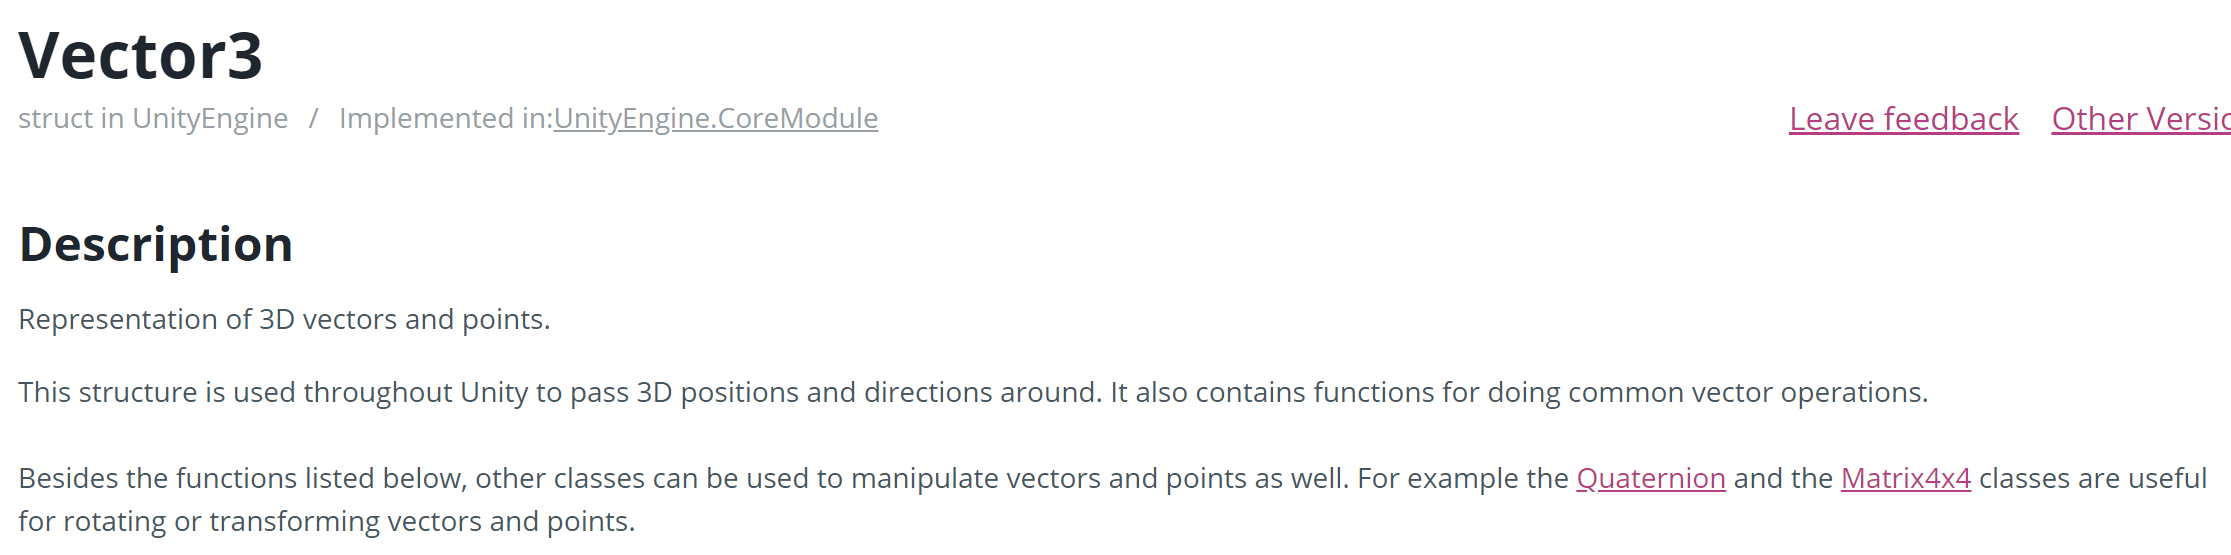 Vector3
struct in UnityEngine / Implemented in:UnityEngine.CoreModule
Leave feedback Other Versio
Description
Representation of 3D vectors and points.
This structure is used throughout Unity to pass 3D positions and directions around. It also contains functions for doing common vector operations.
Besides the functions listed below, other classes can be used to manipulate vectors and points as well. For example the Quaternion and the Matrix4x4 classes are useful
for rotating or transforming vectors and points.